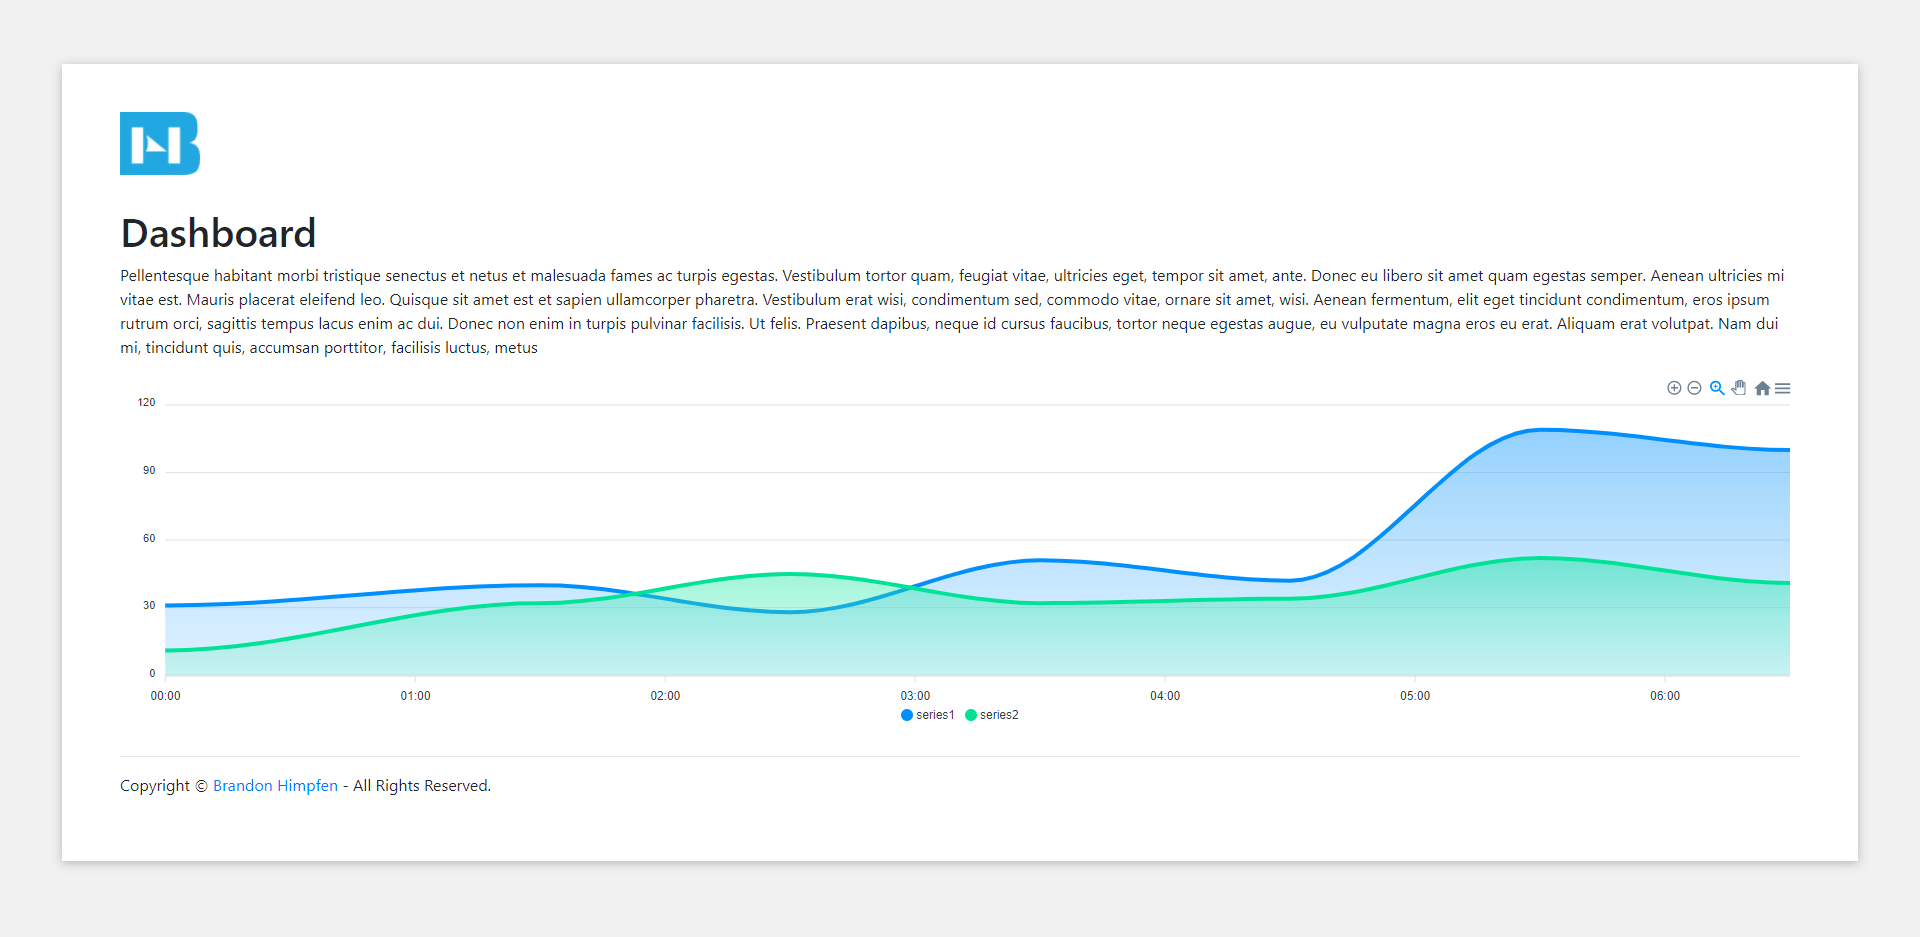 NB
Dashboard
Pellentesque habitant morbi tristique senectus et netus et malesuada fames ac turpis egestas. Vestibulum tortor quam, feugiat vitae, ultricies eget, tempor sit amet, ante. Donec eu libero sit amet quam egestas semper. Aenean ultricies mi
vitae est. Mauris placerat eleifend leo. Quisque sit amet est et sapien ullamcorper pharetra. Vestibulum erat wisi, condimentum sed, commodo vitae, ornare sit amet, wisi. Aenean fermentum, elit eget tincidunt condimentum, eros ipsum
rutrum orci, sagittis tempus lacus enim ac dui. Donec non enim in turpis pulvinar facilisis. Ut felis. Praesent dapibus, neque id cursus faucibus, tortor neque egestas augue, eu vulputate magna eros eu erat. Aliquam erat volutpat. Nam dui
mi, tincidunt quis, accumsan porttitor, facilisis luctus, metus
120
90
60
30
0
00:00 01:00 02:00 03:00 04:00 05:00 06:00
series1 series2
Copyright © Brandon Himpfen - All Rights Reserved.